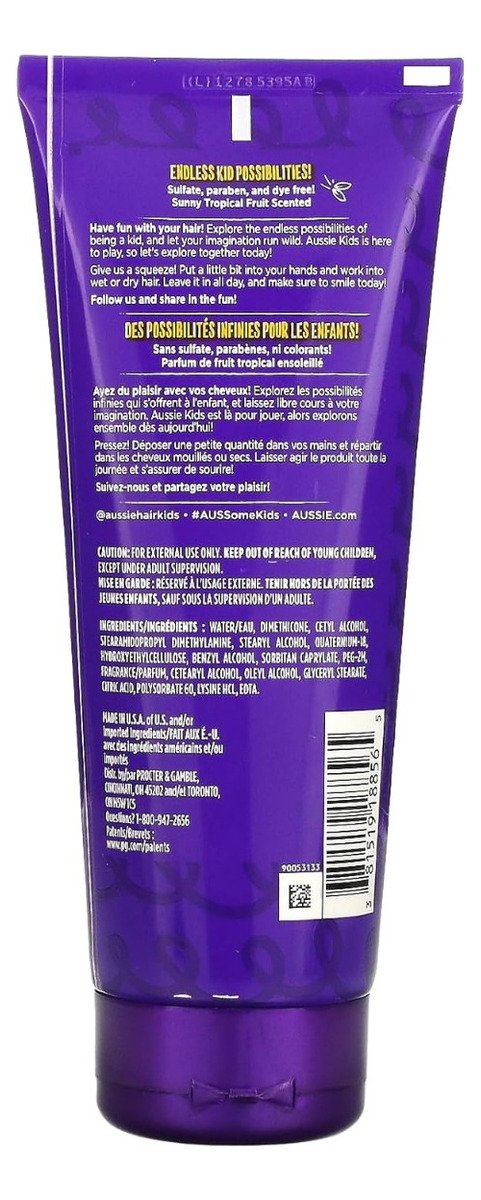 (L)12785395AB
ENDLESS KID POSSIBILITIES!
Sulfate, paraben, and dye free!
Sunny Tropical Fruit Scented
Have fun with your hair! Explore the endless possibilities of
being a kid, and let your imagination run wild. Aussie Kids is here
to play, so let's explore together today!
Give us a squeeze! Put a little bit into your hands and work into
wet or dry hair. Leave it in all day, and make sure to smile today!
Follow us and share in the fun!
DES POSSIBILITÉS INFINIES POUR LES ENFANTS!
Sans sulfate, parabènes, ni colorants!
Parfum de fruit tropical ensoleillé
Ayez du plaisir avec vos cheveux! Explorez les possibilités
infinies qui s'offrent à l'enfant, et laissez libre cours à votre
imagination. Aussie Kids est là pour jouer, alors explorons
ensemble dès aujourd'hui!
Pressez! Déposer une petite quantité dans vos mains et répartir
dans les cheveux mouillés ou secs. Laisser agir le produit toute la
journée et s'assurer de sourire!
Suivez-nous et partagez votre plaisir!
@aussiehairkids • #AUSSomeKids • AUSSIE.com
CAUTION: FOR EXTERNAL USE ONLY. KEEP OUT OF REACH OF YOUNG CHILDREN,
EXCEPT UNDER ADULT SUPERVISION.
MISE EN GARDE : RÉSERVÉ À L'USAGE EXTERNE. TENIR HORS DE LA PORTÉE DES
JEUNES ENFANTS, SAUF SOUS LA SUPERVISION D'UN ADULTE.
INGREDIENTS/INGRÉDIENTS : WATER/EAU, DIMETHICONE, CETYL ALCOHOL,
STEARAMIDOPROPYL DIMETHYLAMINE, STEARYL ALCOHOL, QUATERNIUM-18,
HYDROXYETHYLCELLULOSE, BENZYL ALCOHOL, SORBITAN CAPRYLATE, PEG-2M,
FRAGRANCE/PARFUM, CETEARYL ALCOHOL, OLEYL ALCOHOL, GLYCERYL STEARATE,
CITRIC ACID, POLYSORBATE 60, LYSINE HCL, EDTA.
MADE IN U.S.A. of U.S. and/or
Imported Ingredients/FAIT AUX É.-U.
avec des ingrédients américains et/ou
importés
Distr. by/par PROCTER & GAMBLE,
CINCINNATI, OH 45202 and/et TORONTO,
ON M5W 1C5
Questions? 1-800-947-2656
Patents/Brevets :
www.pg.com/patents
90053133
3 81519 18856 5